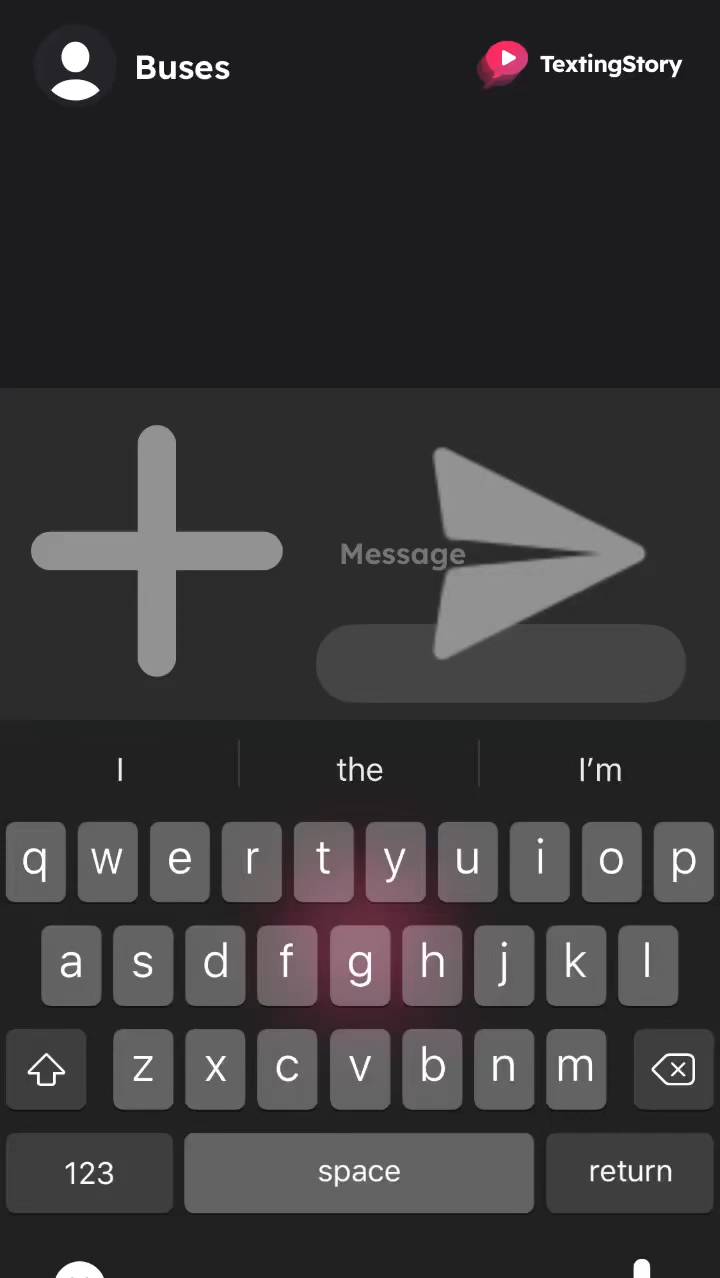 Buses
TextingStory
Message
I the I’m
q w e r t y u i o p
a s d f g h j k l
z x c v b n m
123 space return